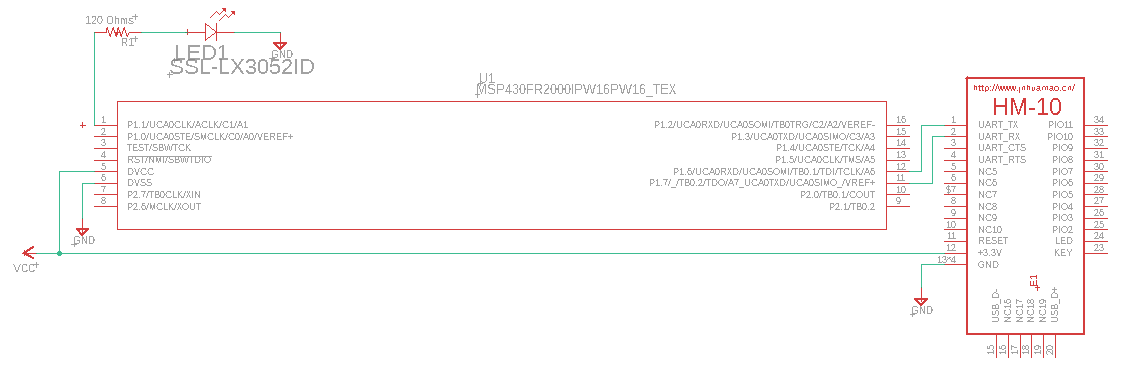 120 Ohms
R1
LED1
SSL-LX3052ID
GND
U1
MSP430FR2000IPW16PW16_TEX
1 P1.1/UCA0CLK/ACLK/C1/A1
2 P1.0/UCA0STE/SMCLK/C0/A0/VEREF+
3 TEST/SBWTCK
4 RST/NMI/SBWTDIO
5 DVCC
6 DVSS
7 P2.7/TB0CLK/XIN
8 P2.6/MCLK/XOUT
P1.2/UCA0RXD/UCA0SOMI/TB0TRG/C2/A2/VEREF- 16
P1.3/UCA0TXD/UCA0SIMO/C3/A3 15
P1.4/UCA0STE/TCK/A4 14
P1.5/UCA0CLK/TMS/A5 13
P1.6/UCA0RXD/UCA0SOMI/TB0.1/TDI/TCLK/A6 12
P1.7/_/TB0.2/TDO/A7_UCA0TXD/UCA0SIMO_/VREF+ 11
P2.0/TB0.1/COUT 10
P2.1/TB0.2 9
GND
VCC
http://www.jnhuamao.cn/
HM-10
1 UART_TX PIO11 34
2 UART_RX PIO10 33
3 UART_CTS PIO9 32
4 UART_RTS PIO8 31
5 NC5 PIO7 30
6 NC6 PIO6 29
$7 NC7 PIO5 28
8 NC8 PIO4 27
9 NC9 PIO3 26
10 NC10 PIO2 25
11 RESET LED 24
12 +3.3V KEY 23
13*4 GND
E1
USB_D-
NC16
NC17
NC18
NC19
USB_D+
15 16 17 18 19 20
GND